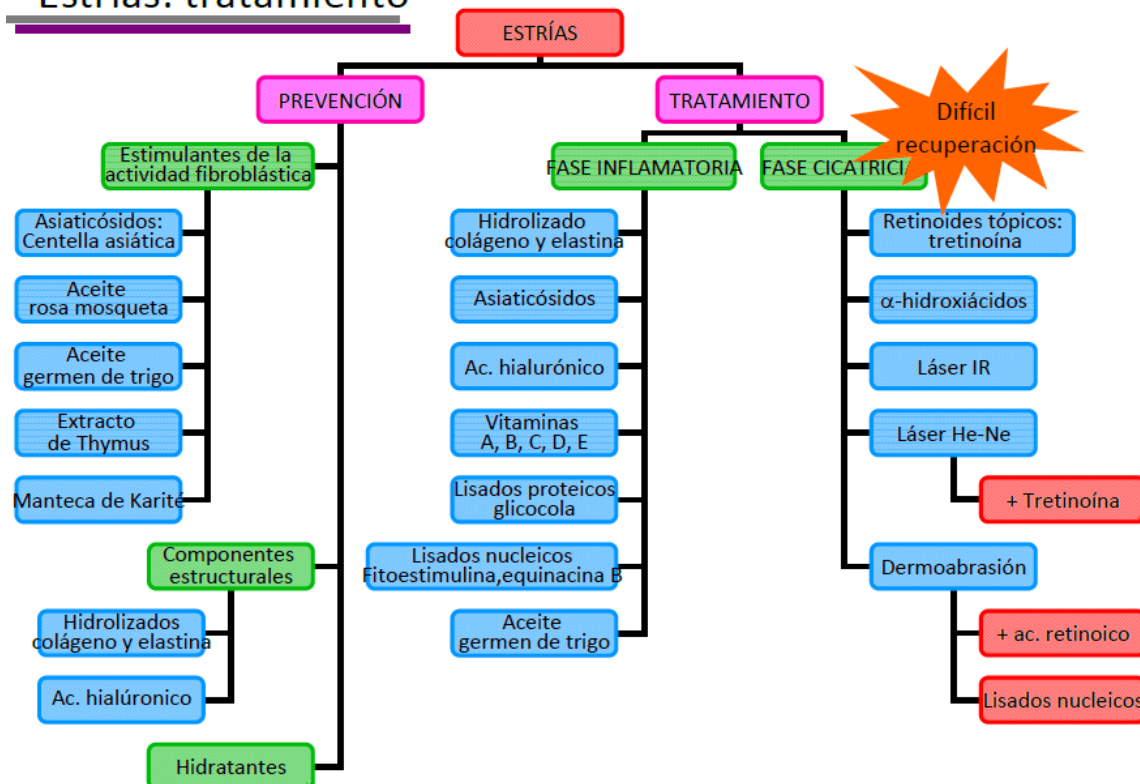 Estrías: tratamiento
ESTRÍAS
PREVENCIÓN
Estimulantes de la
actividad fibroblástica
Asiaticósidos:
Centella asiática
Aceite
rosa mosqueta
Aceite
germen de trigo
Extracto
de Thymus
Manteca de Karité
Componentes
estructurales
Hidrolizados
colágeno y elastina
Ac. hialúronico
Hidratantes
TRATAMIENTO
FASE INFLAMATORIA
Hidrolizado
colágeno y elastina
Asiaticósidos
Ac. hialurónico
Vitaminas
A, B, C, D, E
Lisados proteicos
glicocola
Lisados nucleicos
Fitoestimulina,equinacina B
Aceite
germen de trigo
FASE CICATRICIA
Difícil
recuperación
Retinoides tópicos:
tretinoína
α-hidroxiácidos
Láser IR
Láser He-Ne
+ Tretinoína
Dermoabrasión
+ ac. retinoico
Lisados nucleicos